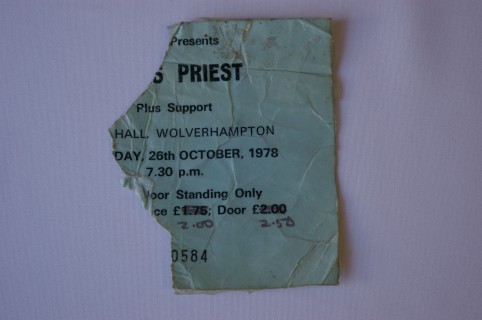 Presents
S PRIEST
Plus Support
HALL, WOLVERHAMPTON
DAY, 26th OCTOBER, 1978
7.30 p.m.
oor Standing Only
ce £1.75; Door £2.00
2.00 2.50
0584